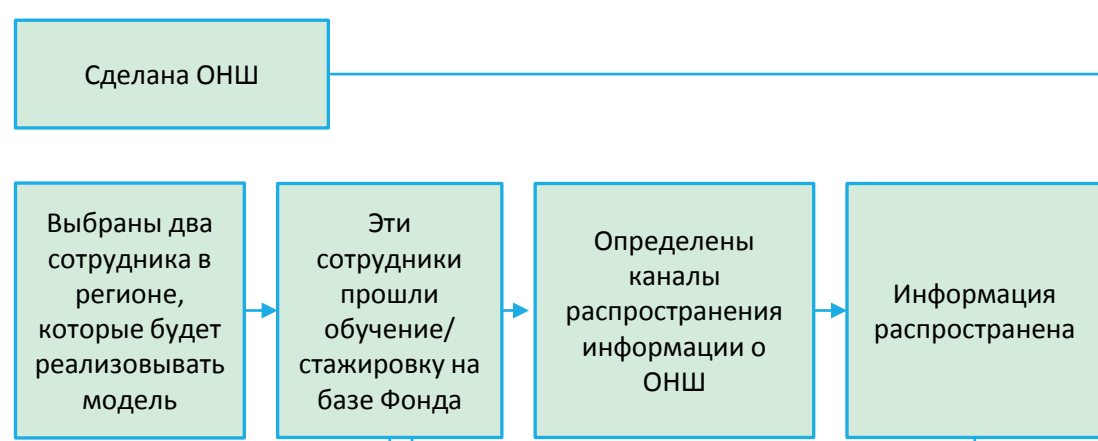 Сделана ОНШ
Выбраны два
сотрудника в
регионе,
которые будет
реализовывать
модель
Эти
сотрудники
прошли
обучение/
стажировку на
базе Фонда
Определены
каналы
распространения
информации о
ОНШ
Информация
распространена